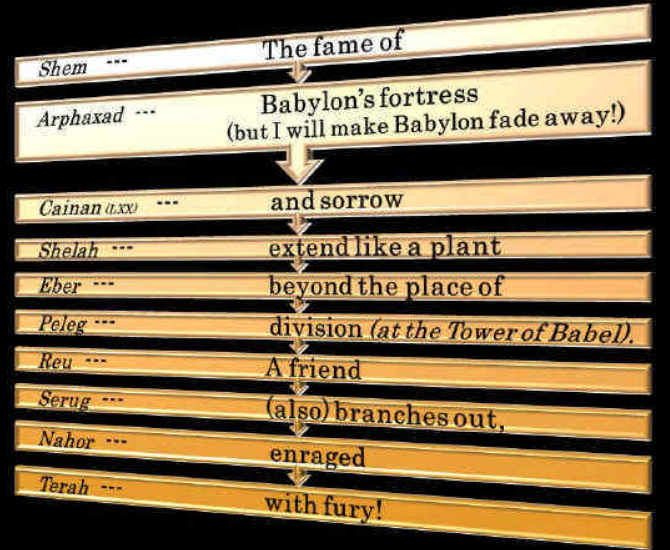 Shem --- The fame of
Arphaxad --- Babylon's fortress
(but I will make Babylon fade away!)
Cainan (LXX) --- and sorrow
Shelah --- extend like a plant
Eber --- beyond the place of
Peleg --- division (at the Tower of Babel).
Reu --- A friend
Serug --- (also) branches out,
Nahor --- enraged
Terah --- with fury!